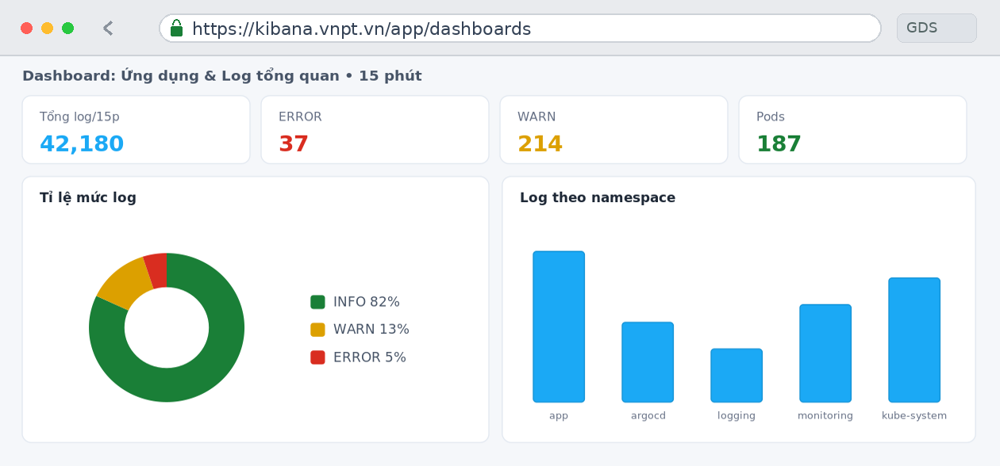 https://kibana.vnpt.vn/app/dashboards
GDS
Dashboard: Ứng dụng & Log tổng quan • 15 phút
Tổng log/15p
42,180
ERROR
37
WARN
214
Pods
187
Tỉ lệ mức log
INFO 82%
WARN 13%
ERROR 5%
Log theo namespace
app
argocd
logging
monitoring
kube-system